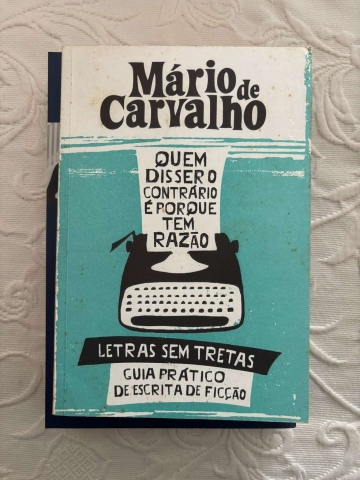 Mário de
Carvalho
QUEM
DISSER O
CONTRÁRIO
É PORQUE
TEM
RAZÃO
LETRAS SEM TRETAS
GUIA PRÁTICO
DE ESCRITA DE FICÇÃO